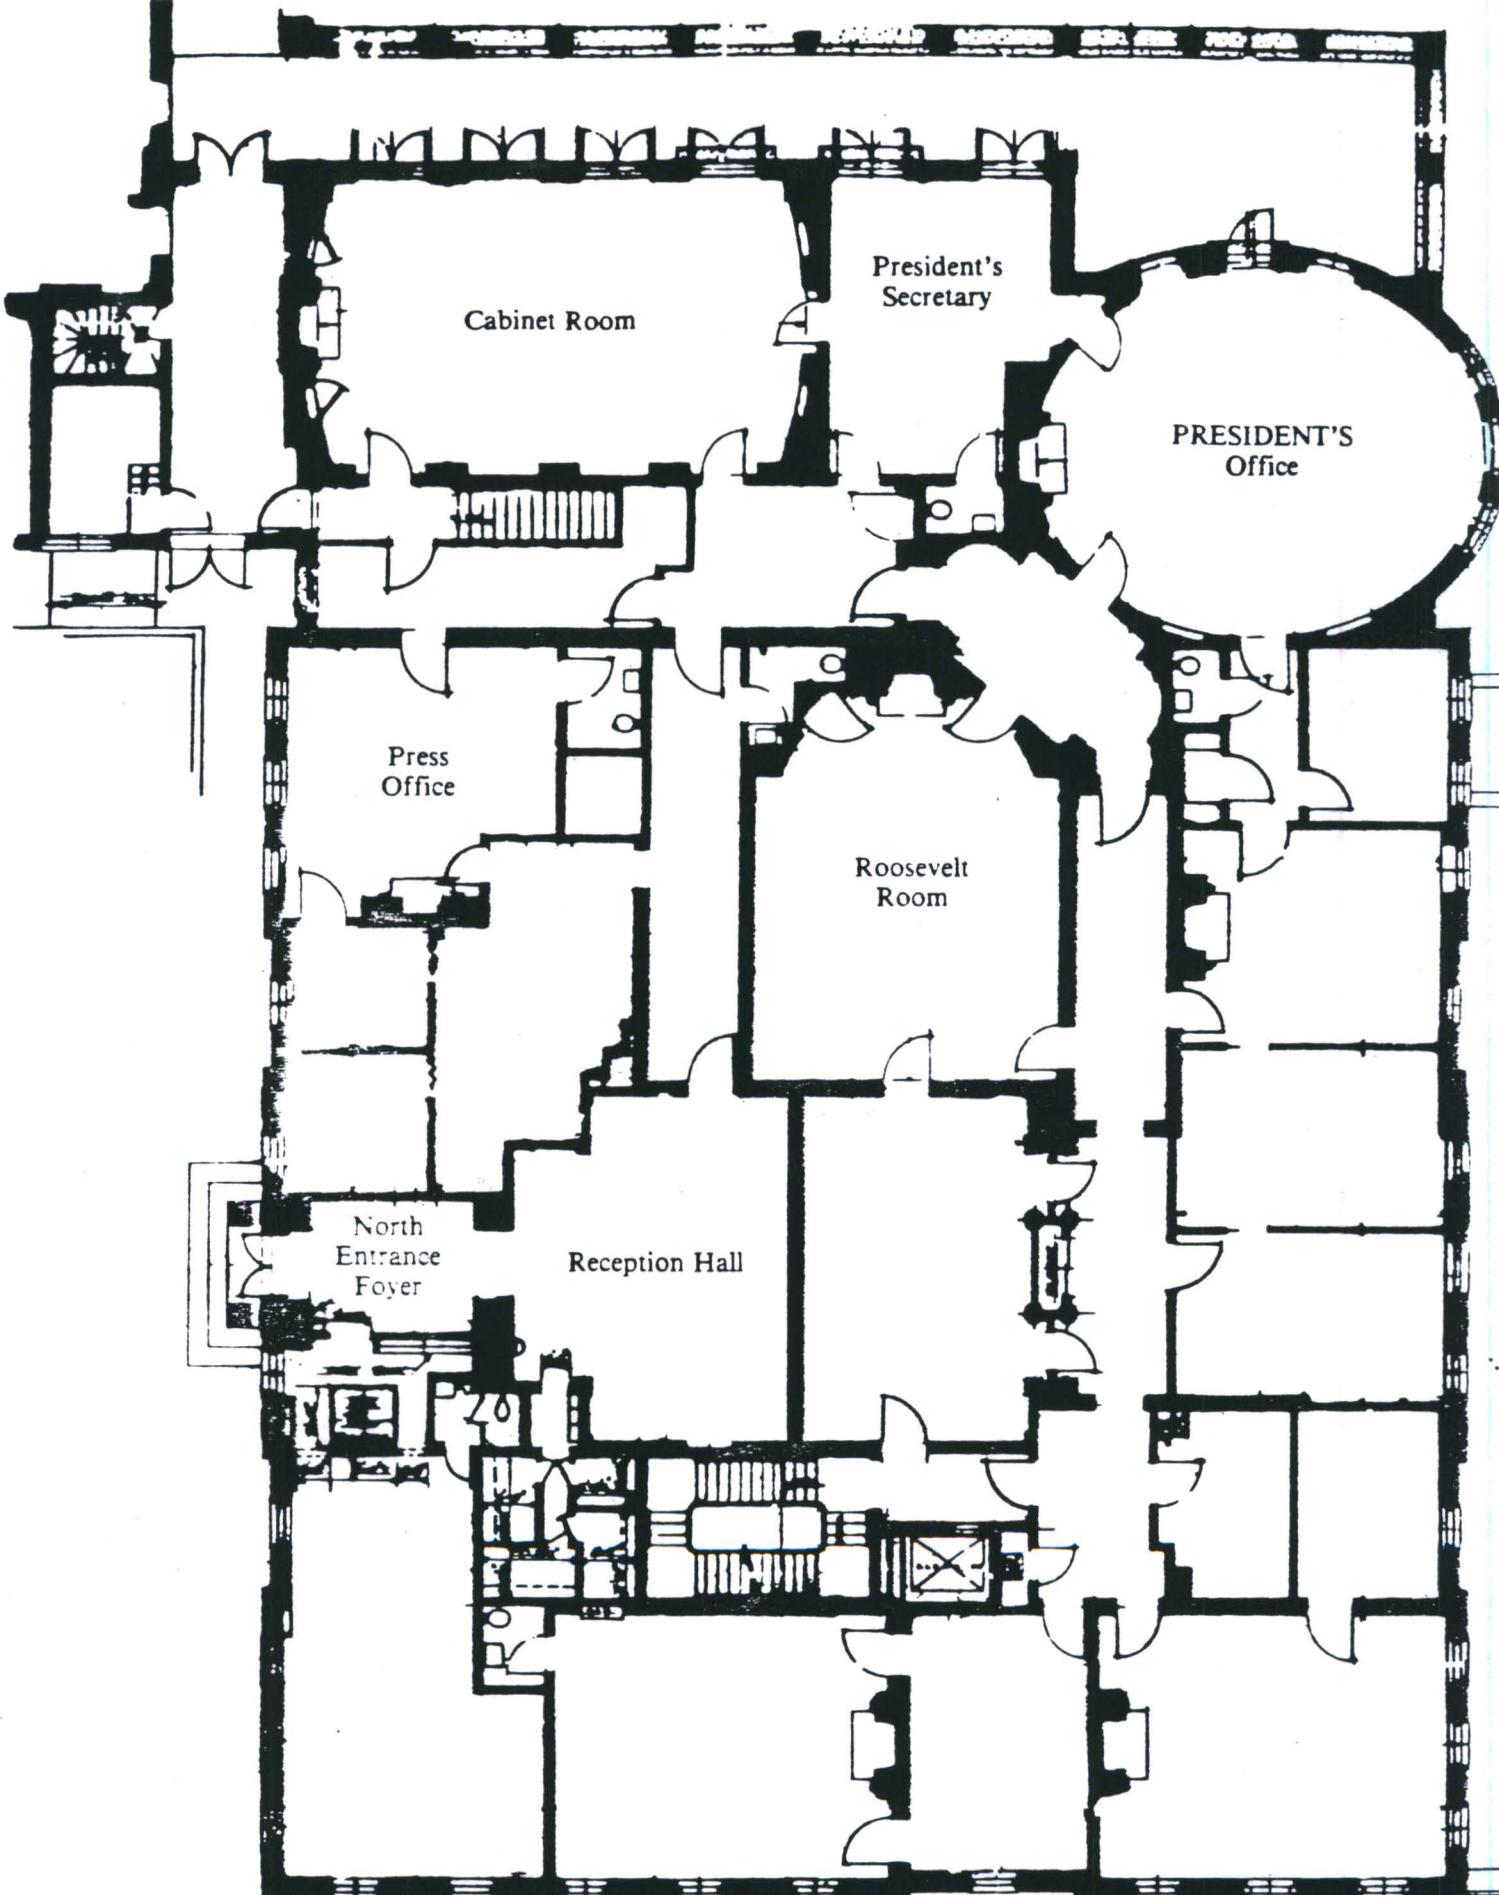 President's
Secretary
Cabinet Room
PRESIDENT'S
Office
Press
Office
Roosevelt
Room
North
Entrance
Foyer
Reception Hall